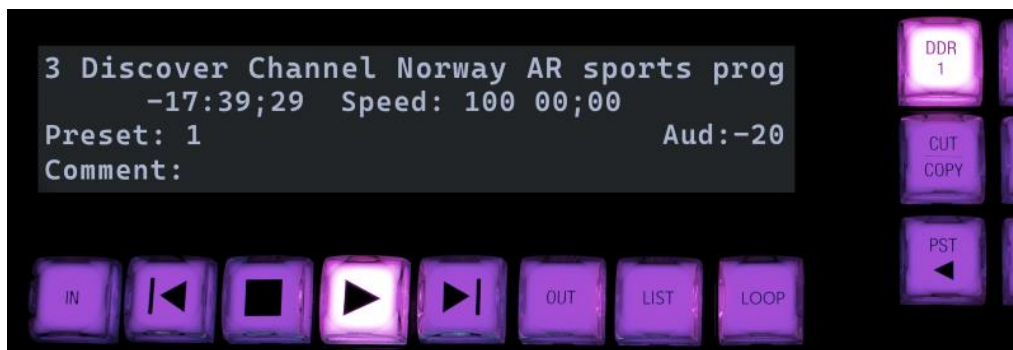 3 Discover Channel Norway AR sports prog
-17:39;29 Speed: 100 00;00
Preset: 1 Aud:-20
Comment:
DDR
1
CUT
COPY
PST
IN
OUT
LIST
LOOP